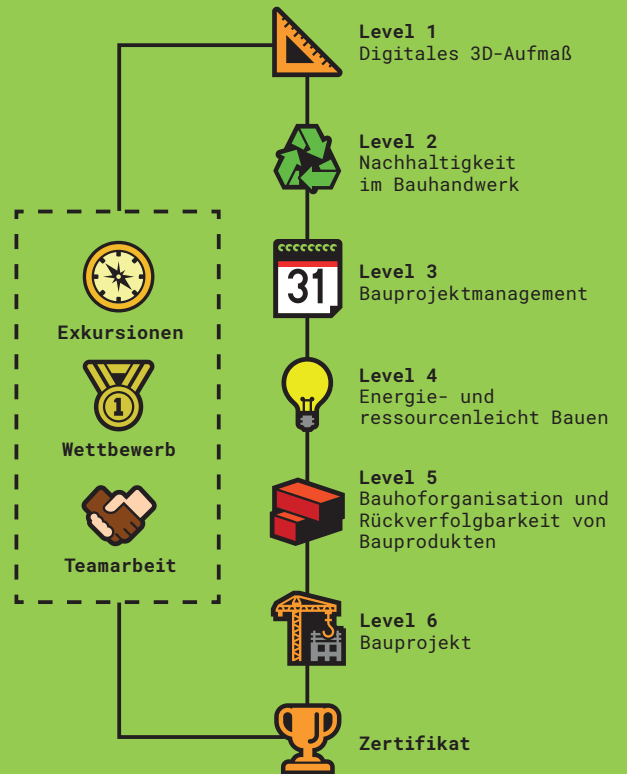 Level 1
Digitales 3D-Aufmaß
Level 2
Nachhaltigkeit
im Bauhandwerk
31
Level 3
Bauprojektmanagement
Exkursionen
Level 4
Energie- und
ressourcenleicht Bauen
1
Wettbewerb
Level 5
Bauhoforganisation und
Rückverfolgbarkeit von
Bauprodukten
Teamarbeit
Level 6
Bauprojekt
Zertifikat